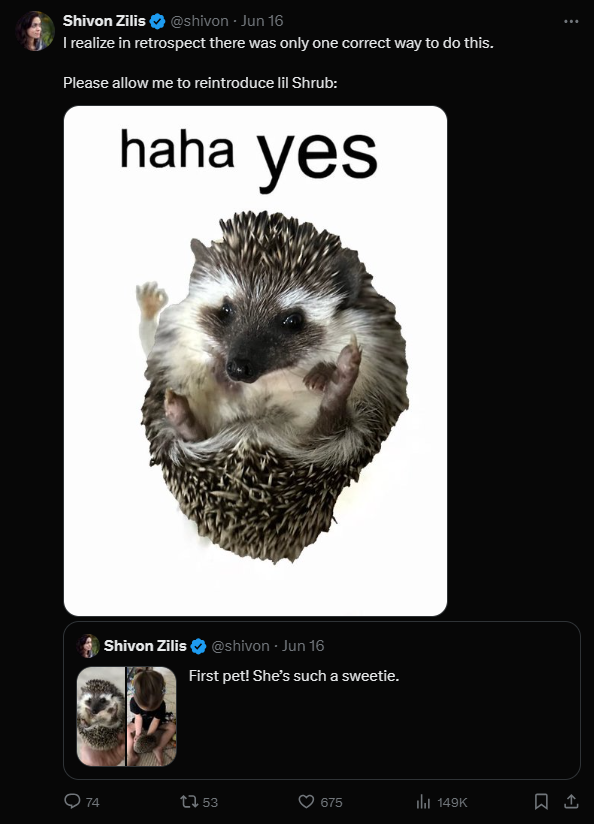 Shivon Zilis @shivon · Jun 16
I realize in retrospect there was only one correct way to do this.
Please allow me to reintroduce lil Shrub:
haha yes
Shivon Zilis @shivon · Jun 16
First pet! She’s such a sweetie.
74 53 675 149K